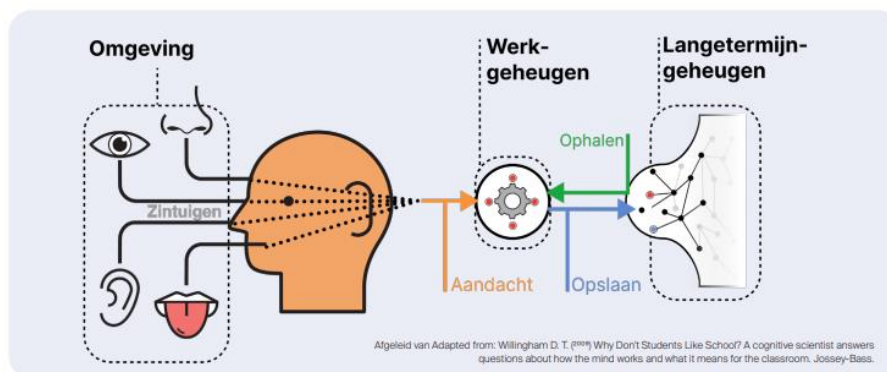 Omgeving
Werk-
geheugen
Langetermijn-
geheugen
Ophalen
Zintuigen
Aandacht
Opslaan
Afgeleid van Adapted from: Willingham D. T. (2009) Why Don't Students Like School? A cognitive scientist answers
questions about how the mind works and what it means for the classroom. Jossey-Bass.